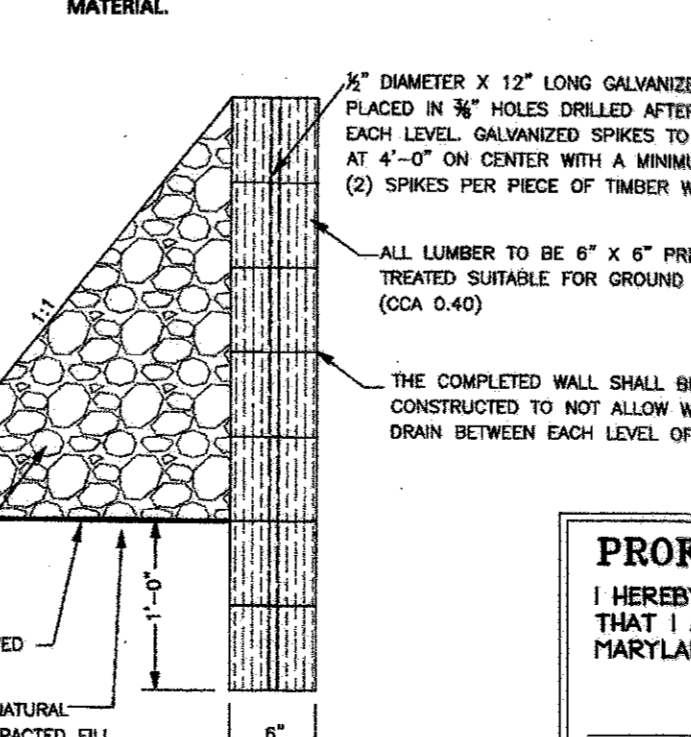 MATERIAL.
½" DIAMETER X 12" LONG GALVANIZE
PLACED IN ⅜" HOLES DRILLED AFTER
EACH LEVEL. GALVANIZED SPIKES TO
AT 4'-0" ON CENTER WITH A MINIMU
(2) SPIKES PER PIECE OF TIMBER W
ALL LUMBER TO BE 6" X 6" PRE
TREATED SUITABLE FOR GROUND
(CCA 0.40)
1:1
THE COMPLETED WALL SHALL BE
CONSTRUCTED TO NOT ALLOW W
DRAIN BETWEEN EACH LEVEL OF
1'-0"
TED
NATURAL
PACTED FILL
6"
PROF
I HEREBY
THAT I A
MARYLAN